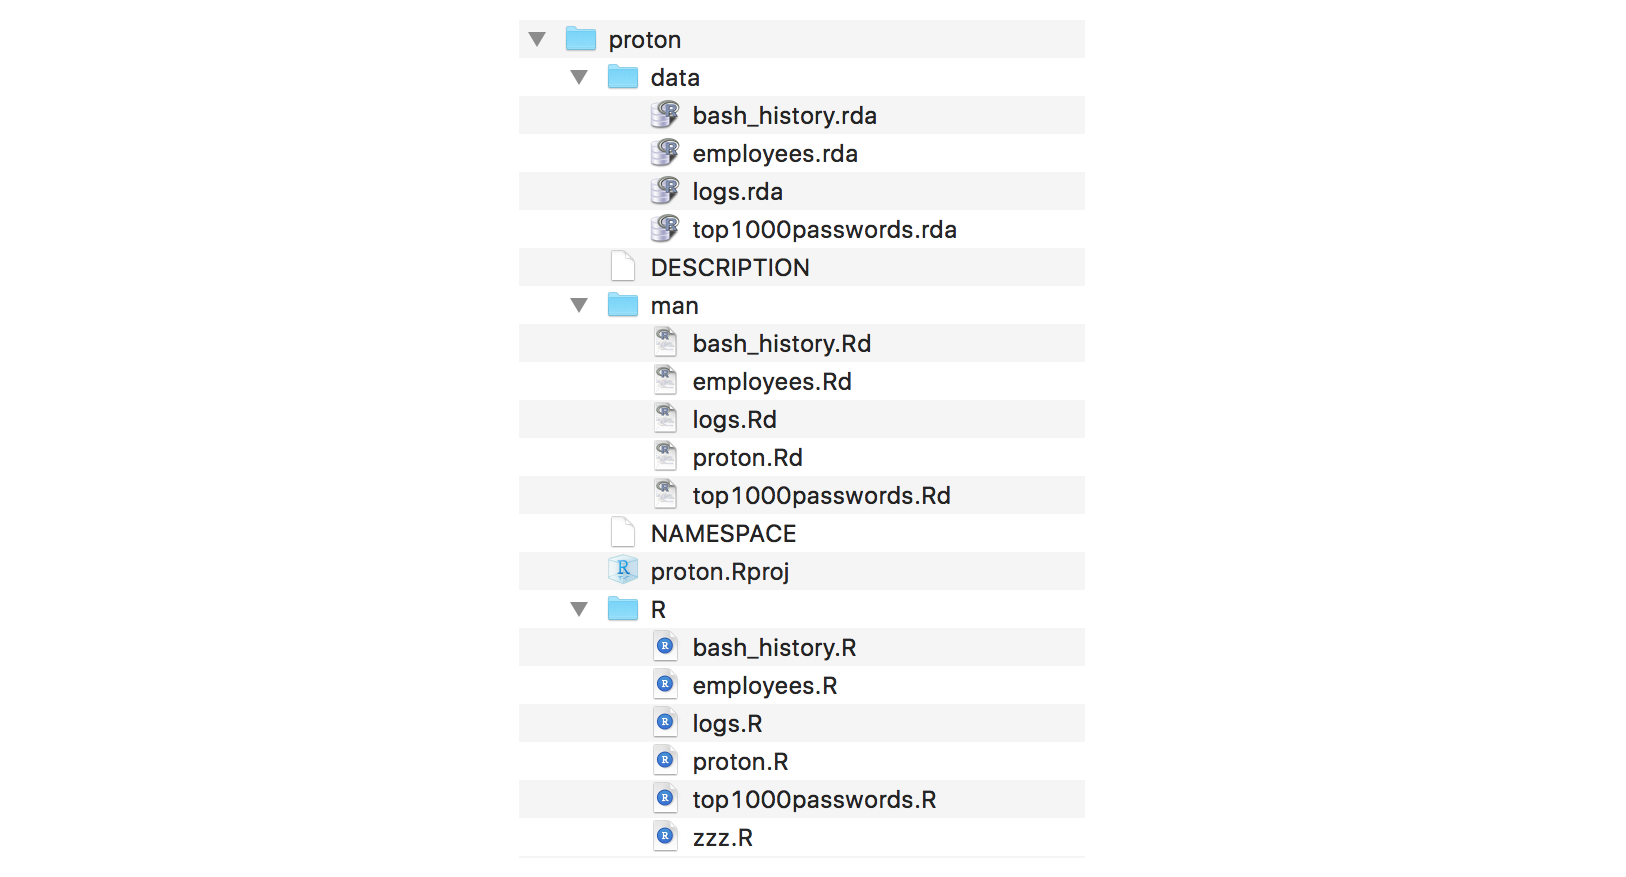 proton
data
bash_history.rda
employees.rda
logs.rda
top1000passwords.rda
DESCRIPTION
man
bash_history.Rd
employees.Rd
logs.Rd
proton.Rd
top1000passwords.Rd
NAMESPACE
proton.Rproj
R
bash_history.R
employees.R
logs.R
proton.R
top1000passwords.R
zzz.R